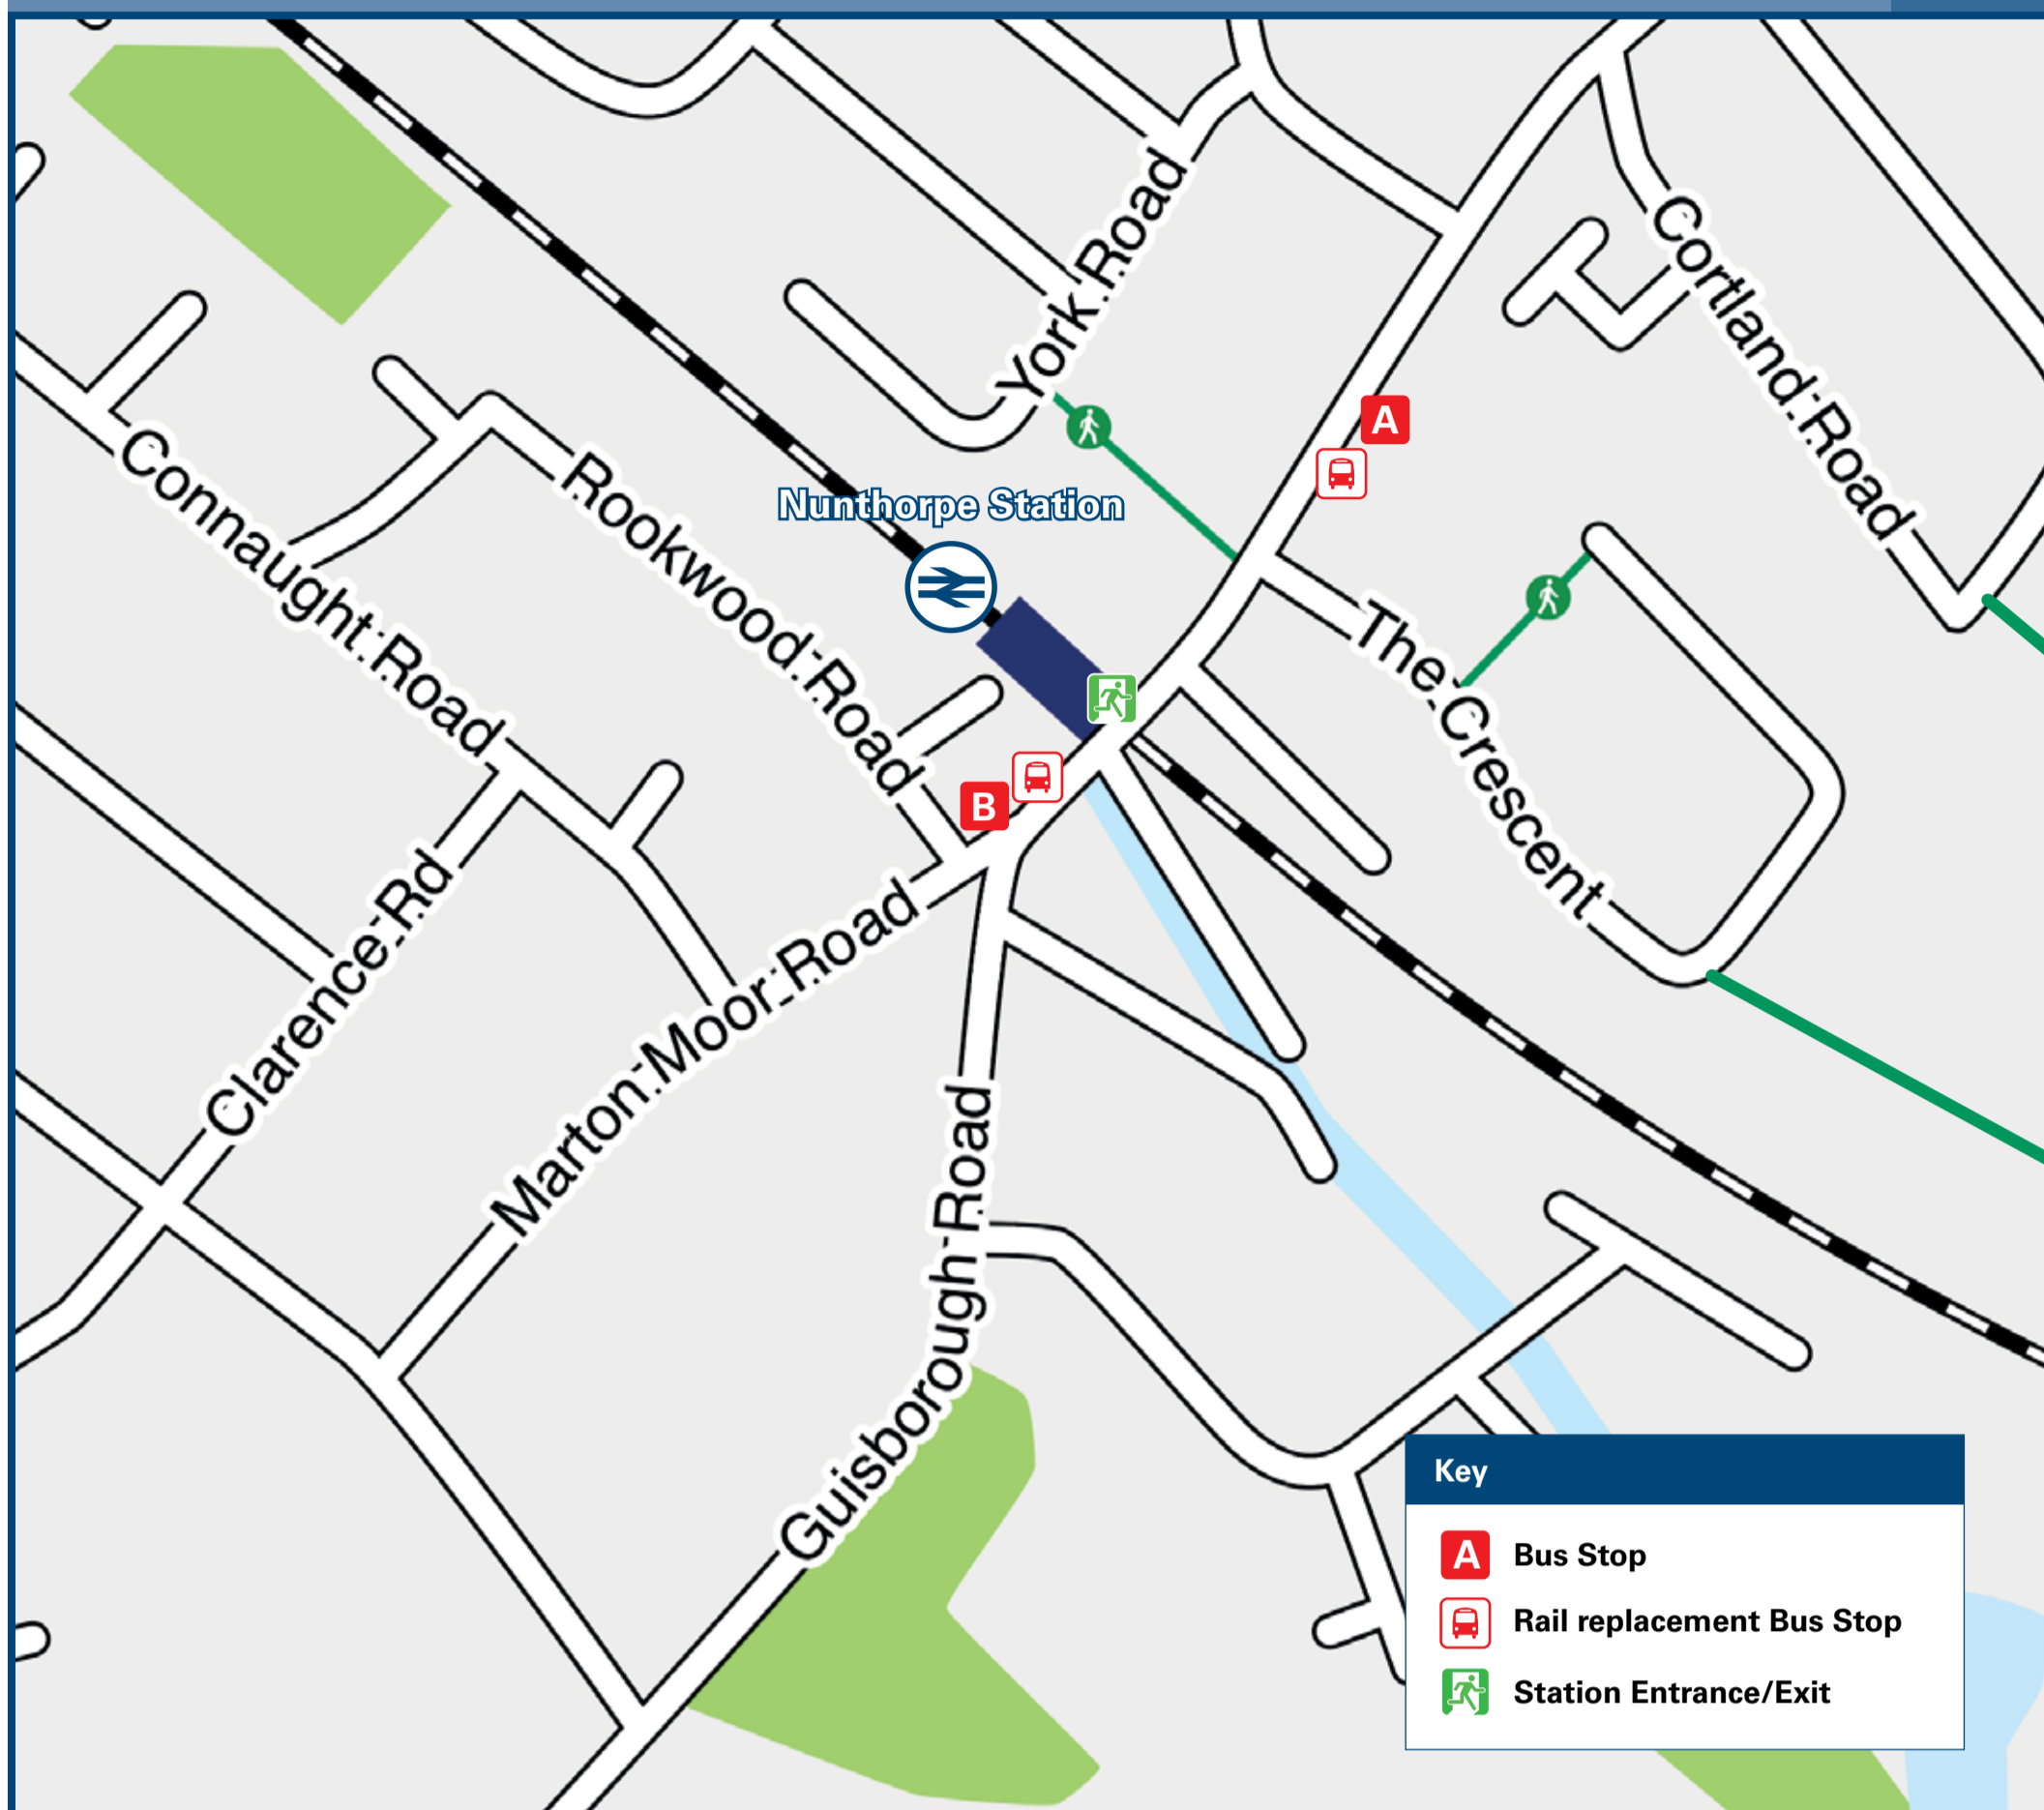 York Road
Cortland Road
A
Connaught Road
Rookwood Road
Nunthorpe Station
The Crescent
B
Clarence Rd
Marton Moor Road
Guisborough Road
Key
A Bus Stop
Rail replacement Bus Stop
Station Entrance/Exit